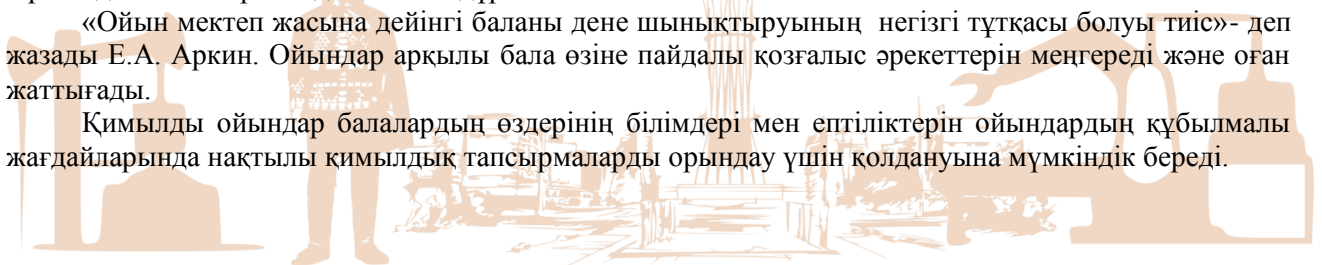 «Ойын мектеп жасына дейінгі баланы дене шынықтыруының негізгі тұтқасы болуы тиіс»- деп
жазады Е.А. Аркин. Ойындар арқылы бала өзіне пайдалы қозғалыс әрекеттерін меңгереді және оған
жаттығады.
Қимылды ойындар балалардың өздерінің білімдері мен ептіліктерін ойындардың құбылмалы
жағдайларында нақтылы қимылдық тапсырмаларды орындау үшін қолдануына мүмкіндік береді.